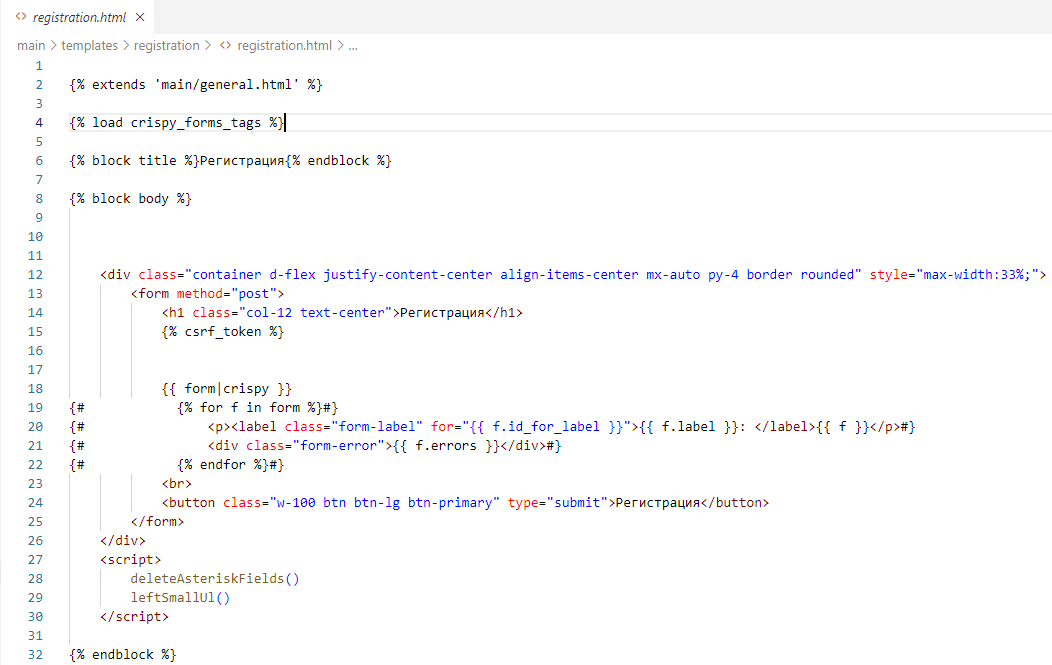 <> registration.html ×
main > templates > registration > <> registration.html > ...
1
2 {% extends 'main/general.html' %}
3
4 {% load crispy_forms_tags %}
5
6 {% block title %}Регистрация{% endblock %}
7
8 {% block body %}
9
10
11
12 <div class="container d-flex justify-content-center align-items-center mx-auto py-4 border rounded" style="max-width:33%;">
13 <form method="post">
14 <h1 class="col-12 text-center">Регистрация</h1>
15 {% csrf_token %}
16
17
18 {{ form|crispy }}
19 {# {% for f in form %}#}
20 {# <p><label class="form-label" for="{{ f.id_for_label }}">{{ f.label }}: </label>{{ f }}</p>#}
21 {# <div class="form-error">{{ f.errors }}</div>#}
22 {# {% endfor %}#}
23 <br>
24 <button class="w-100 btn btn-lg btn-primary" type="submit">Регистрация</button>
25 </form>
26 </div>
27 <script>
28 deleteAsteriskFields()
29 leftSmallUl()
30 </script>
31
32 {% endblock %}